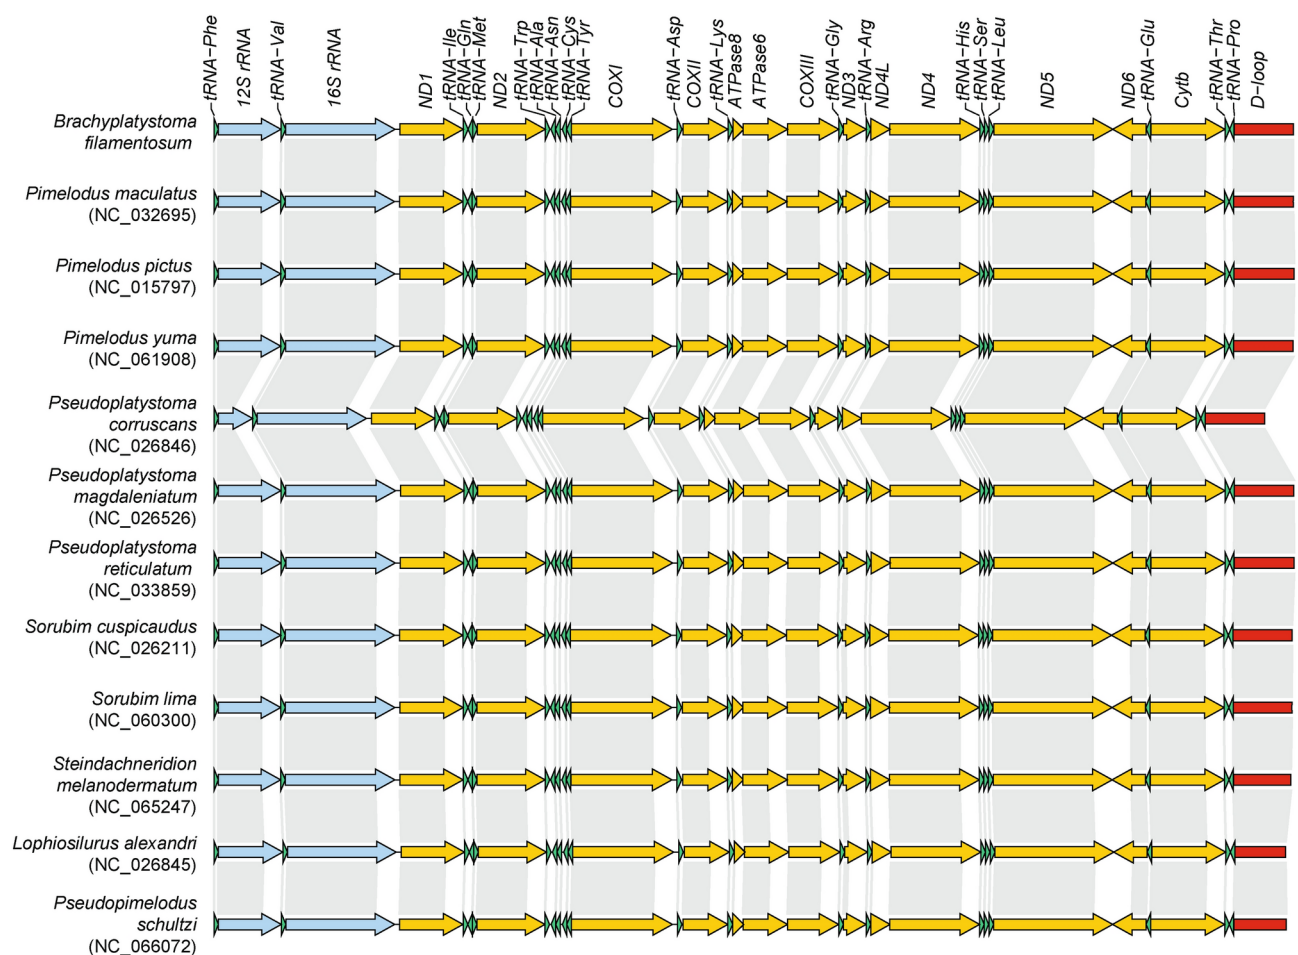 tRNA-Phe
12S rRNA
tRNA-Val
16S rRNA
ND1
tRNA-Ile
tRNA-Gln
tRNA-Met
ND2
tRNA-Trp
tRNA-Ala
tRNA-Asn
tRNA-Cys
tRNA-Tyr
COXI
tRNA-Asp
COXII
tRNA-Lys
ATPase8
ATPase6
COXIII
tRNA-Gly
ND3
tRNA-Arg
ND4L
ND4
tRNA-His
tRNA-Ser
tRNA-Leu
ND5
ND6
tRNA-Glu
Cytb
tRNA-Thr
tRNA-Pro
D-loop
Brachyplatystoma
filamentosum
Pimelodus maculatus
(NC_032695)
Pimelodus pictus
(NC_015797)
Pimelodus yuma
(NC_061908)
Pseudoplatystoma
corruscans
(NC_026846)
Pseudoplatystoma
magdaleniatum
(NC_026526)
Pseudoplatystoma
reticulatum
(NC_033859)
Sorubim cuspicaudus
(NC_026211)
Sorubim lima
(NC_060300)
Steindachneridion
melanodermatum
(NC_065247)
Lophiosilurus alexandri
(NC_026845)
Pseudopimelodus
schultzi
(NC_066072)